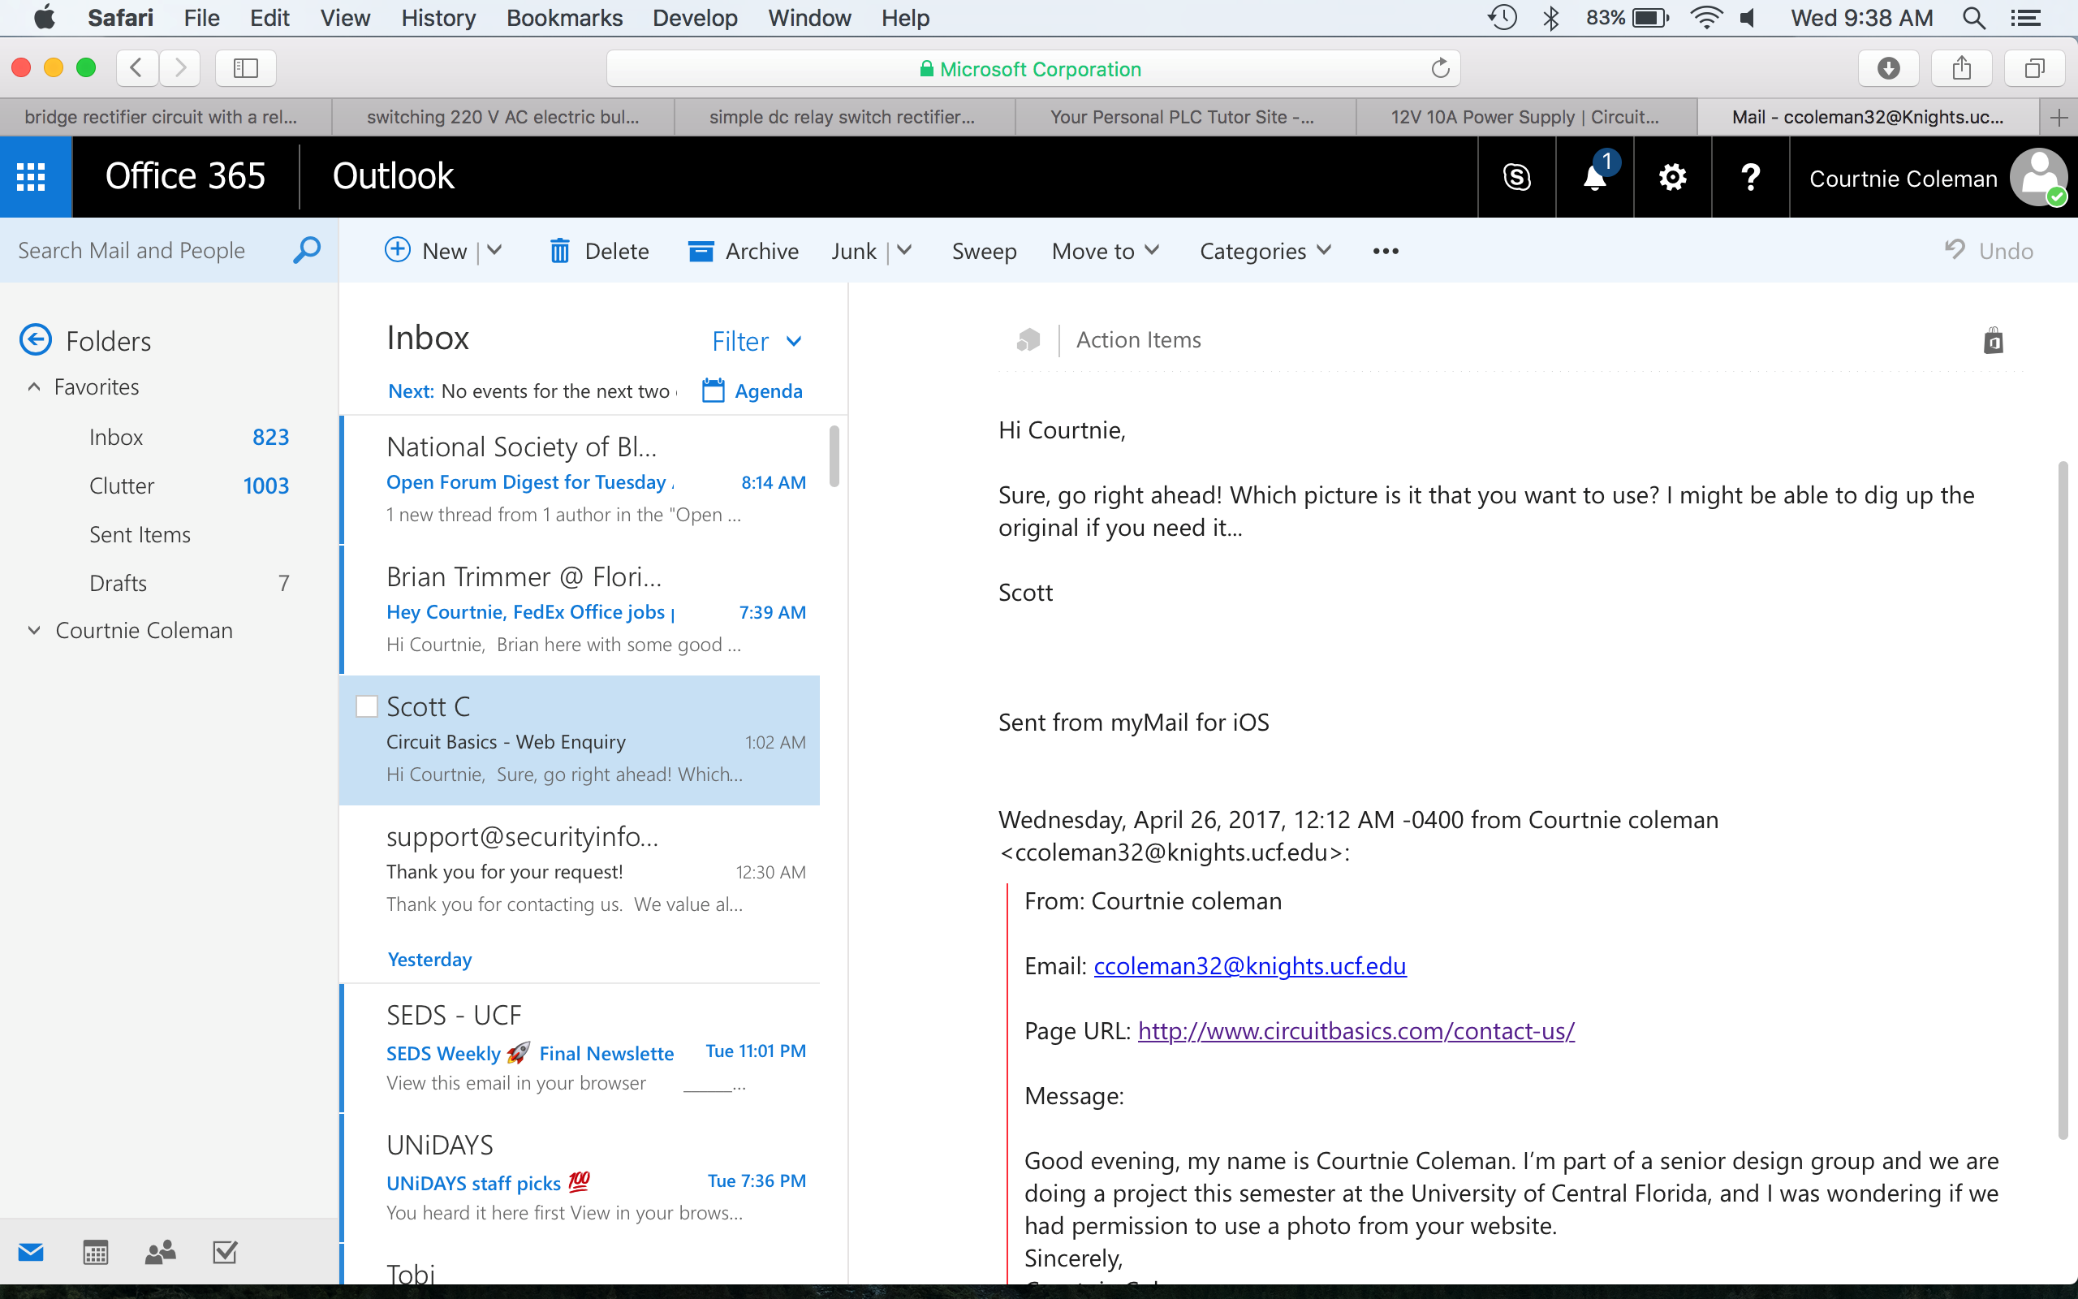 Safari File Edit View History Bookmarks Develop Window Help 83% Wed 9:38 AM
Microsoft Corporation
bridge rectifier circuit with a rel... switching 220 V AC electric bul... simple dc relay switch rectifier... Your Personal PLC Tutor Site -... 12V 10A Power Supply | Circuit... Mail - ccoleman32@Knights.uc...
Office 365 Outlook 1 Courtnie Coleman
Search Mail and People New Delete Archive Junk Sweep Move to Categories ••• Undo
Folders
Favorites
Inbox 823
Clutter 1003
Sent Items
Drafts 7
Courtnie Coleman
Inbox Filter
Next: No events for the next two Agenda
National Society of Bl...
Open Forum Digest for Tuesday 8:14 AM
1 new thread from 1 author in the "Open ...
Brian Trimmer @ Flori...
Hey Courtnie, FedEx Office jobs 7:39 AM
Hi Courtnie, Brian here with some good ...
Scott C
Circuit Basics - Web Enquiry 1:02 AM
Hi Courtnie, Sure, go right ahead! Which...
support@securityinfo...
Thank you for your request! 12:30 AM
Thank you for contacting us. We value al...
Yesterday
SEDS - UCF
SEDS Weekly 🚀 Final Newslette Tue 11:01 PM
View this email in your browser ______...
UNiDAYS
UNiDAYS staff picks 💯 Tue 7:36 PM
You heard it here first View in your brows...
Tobi
Action Items
Hi Courtnie,
Sure, go right ahead! Which picture is it that you want to use? I might be able to dig up the
original if you need it...
Scott
Sent from myMail for iOS
Wednesday, April 26, 2017, 12:12 AM -0400 from Courtnie coleman
<ccoleman32@knights.ucf.edu>:
From: Courtnie coleman
Email: ccoleman32@knights.ucf.edu
Page URL: http://www.circuitbasics.com/contact-us/
Message:
Good evening, my name is Courtnie Coleman. I'm part of a senior design group and we are
doing a project this semester at the University of Central Florida, and I was wondering if we
had permission to use a photo from your website.
Sincerely,